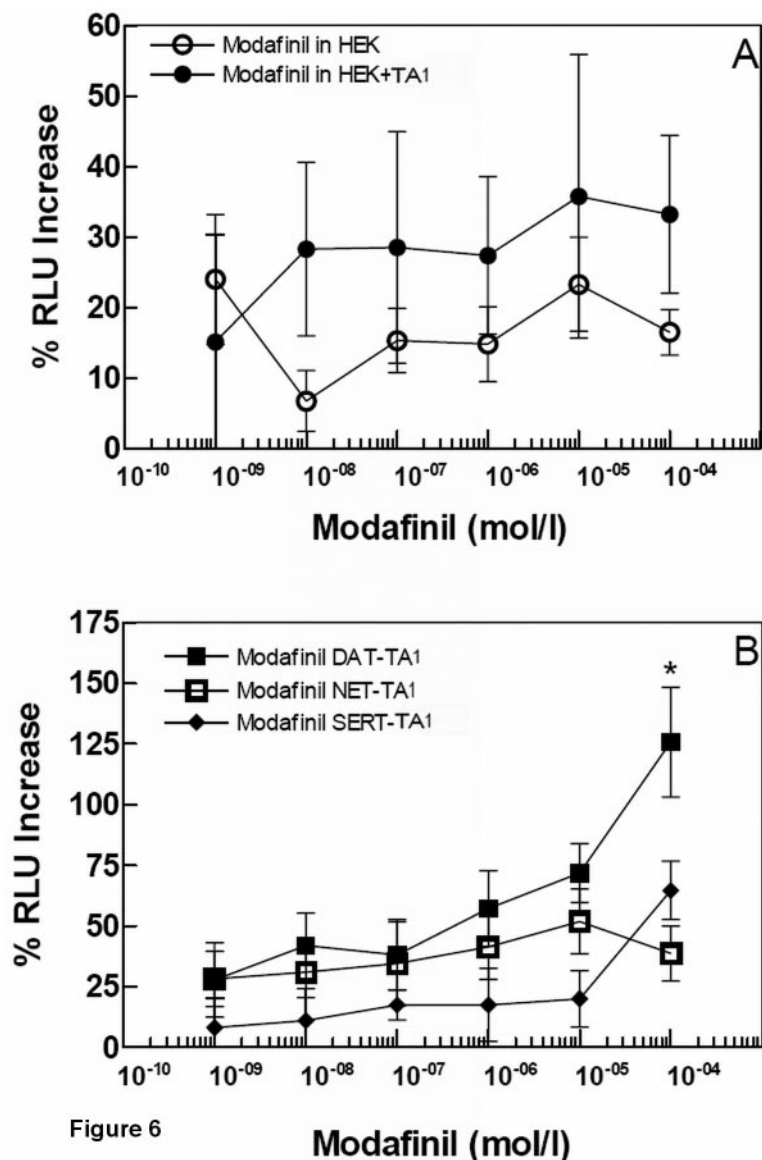 60
50
40
30
20
10
0
% RLU Increase
Modafinil in HEK
Modafinil in HEK+TA1
A
10-10 10-09 10-08 10-07 10-06 10-05 10-04
Modafinil (mol/l)
175
150
125
100
75
50
25
0
% RLU Increase
Modafinil DAT-TA1
Modafinil NET-TA1
Modafinil SERT-TA1
B
*
10-10 10-09 10-08 10-07 10-06 10-05 10-04
Figure 6
Modafinil (mol/l)